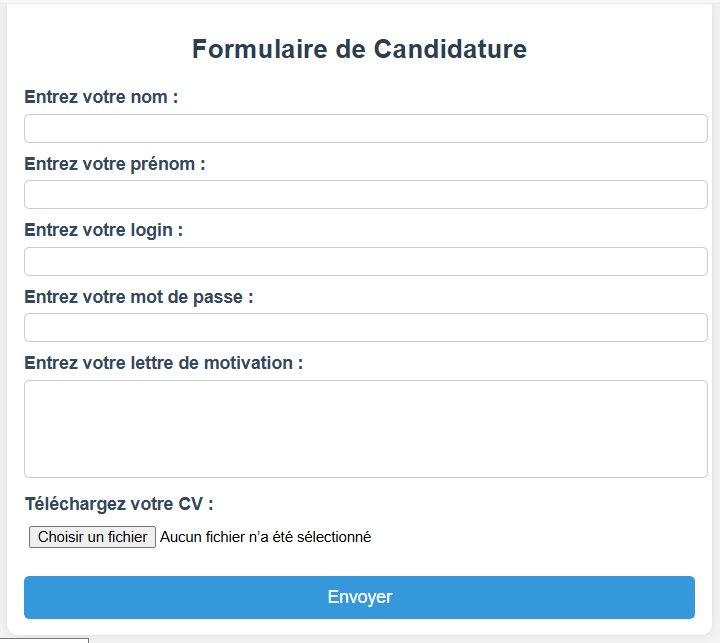 Formulaire de Candidature
Entrez votre nom :
Entrez votre prénom :
Entrez votre login :
Entrez votre mot de passe :
Entrez votre lettre de motivation :
Téléchargez votre CV :
Choisir un fichier Aucun fichier n’a été sélectionné
Envoyer